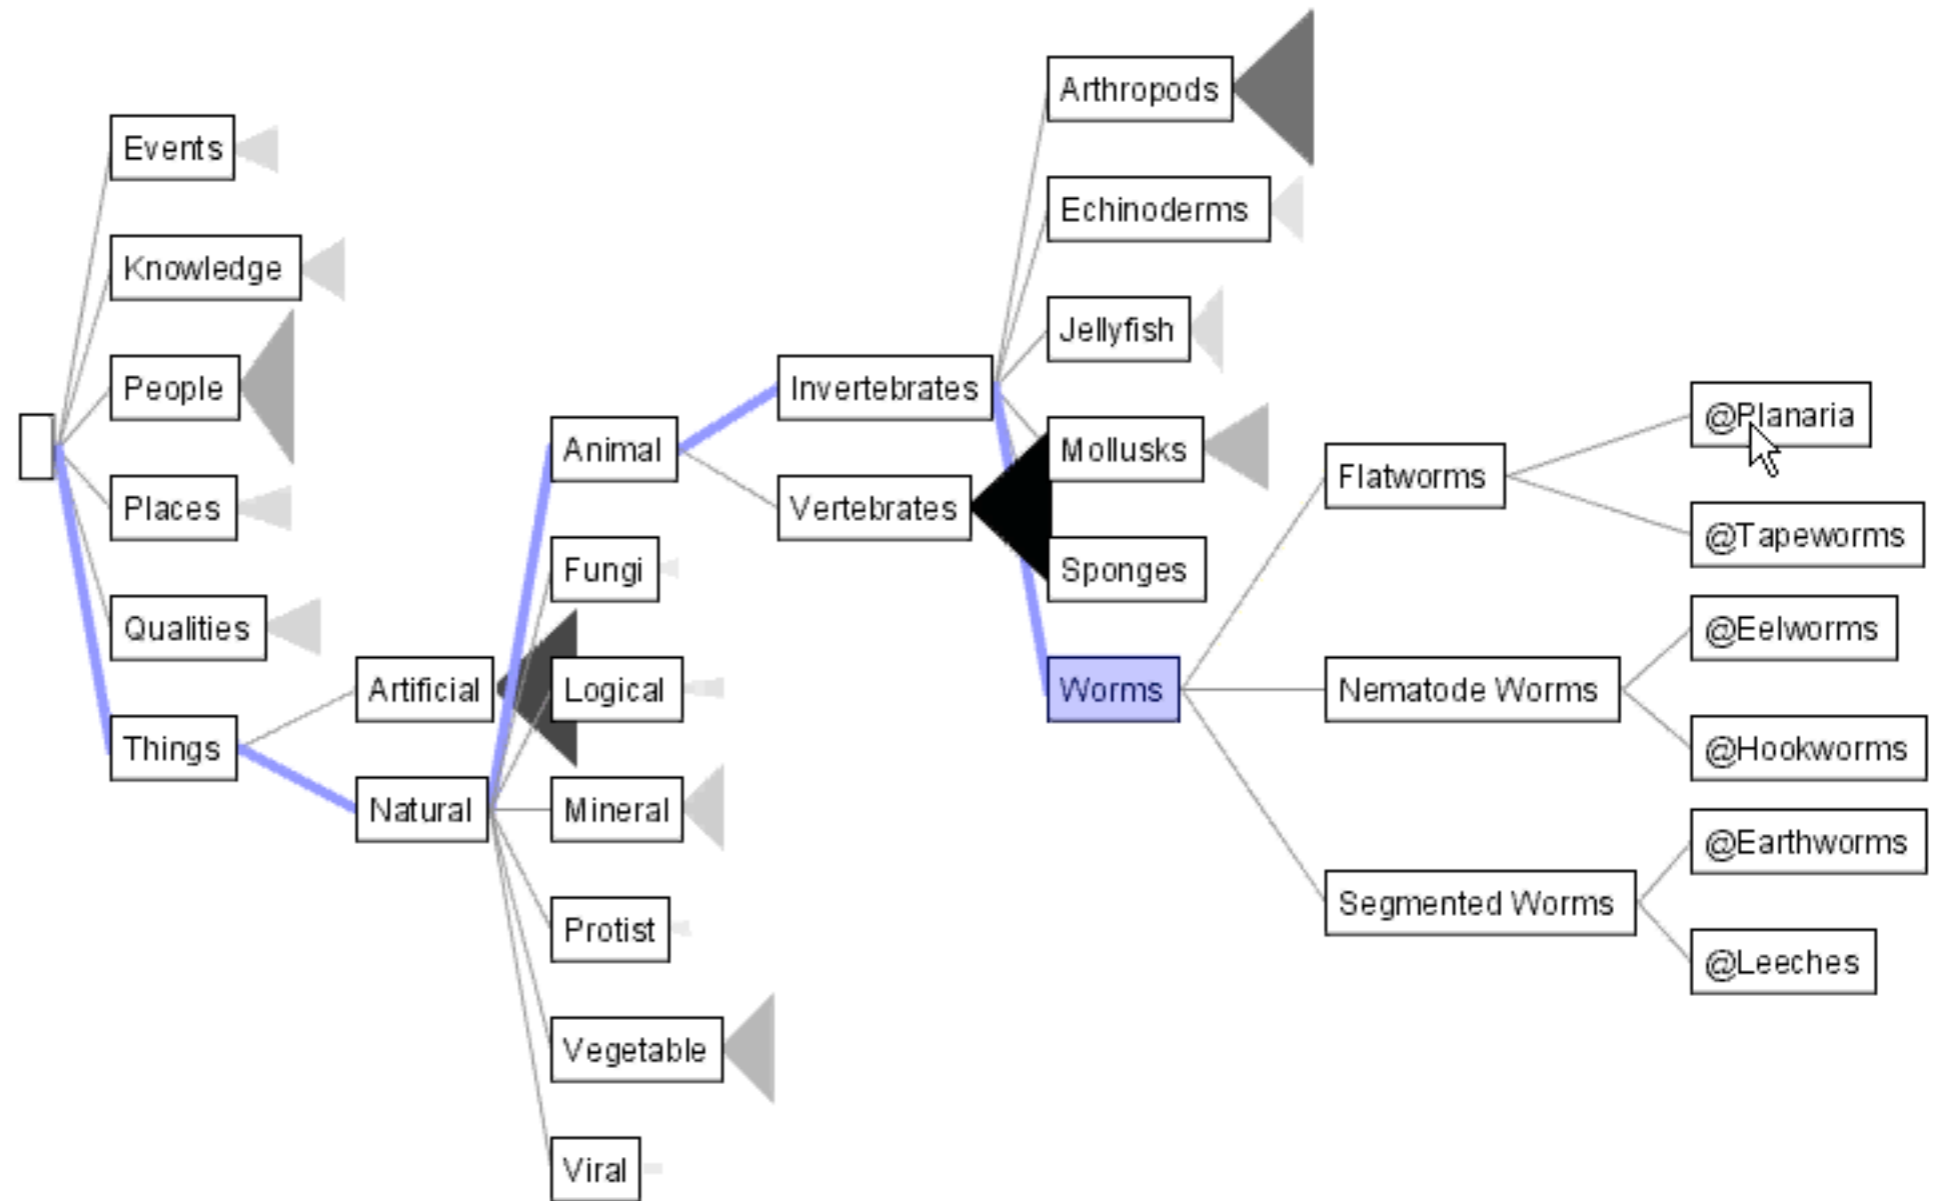 Events
Knowledge
People
Places
Qualities
Things
Artificial
Natural
Animal
Fungi
Logical
Mineral
Protist
Vegetable
Viral
Invertebrates
Vertebrates
Arthropods
Echinoderms
Jellyfish
Mollusks
Sponges
Worms
Flatworms
Nematode Worms
Segmented Worms
@Planaria
@Tapeworms
@Eelworms
@Hookworms
@Earthworms
@Leeches